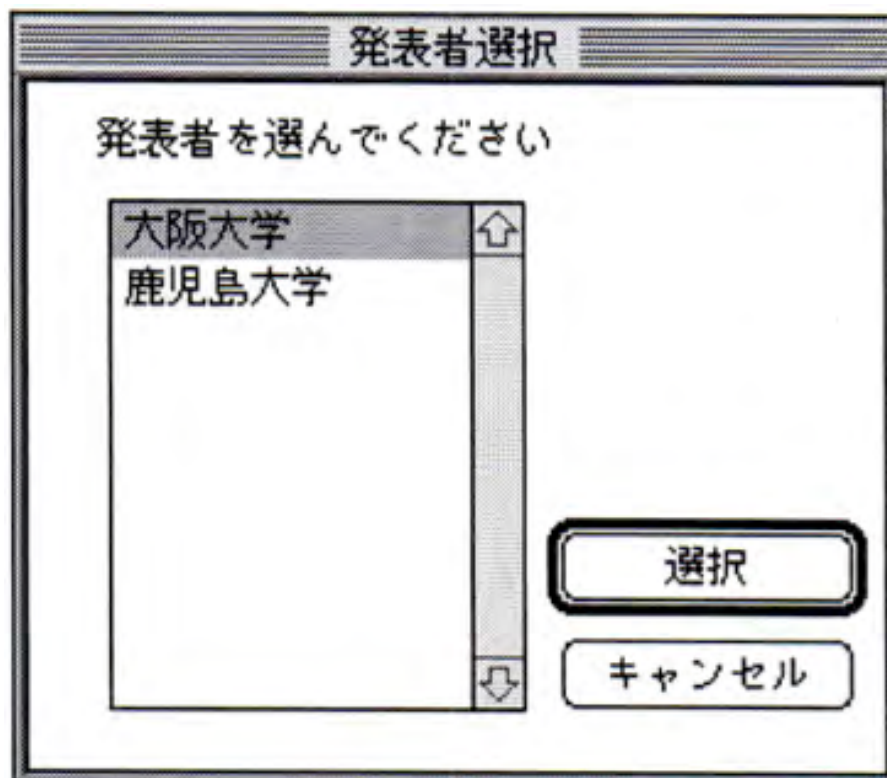 発表者選択
発表者を選んでください
大阪大学
鹿児島大学
選択
キャンセル